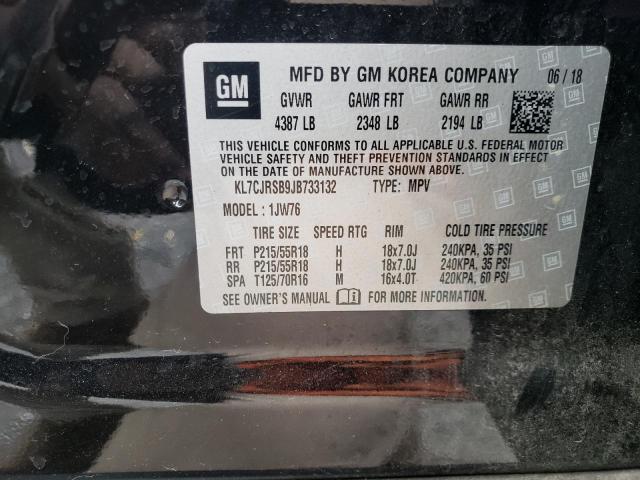 GM MFD BY GM KOREA COMPANY 06/18
GVWR GAWR FRT GAWR RR
4387 LB 2348 LB 2194 LB
THIS VEHICLE CONFORMS TO ALL APPLICABLE U.S. FEDERAL MOTOR
VEHICLE SAFETY AND THEFT PREVENTION STANDARDS IN EFFECT
ON THE DATE OF MANUFACTURE SHOWN ABOVE.
KL7CJRSB9JB733132 TYPE: MPV
MODEL : 1JW76
TIRE SIZE SPEED RTG RIM COLD TIRE PRESSURE
FRT P215/55R18 H 18x7.0J 240KPA, 35 PSI
RR P215/55R18 H 18x7.0J 240KPA, 35 PSI
SPA T125/70R16 M 16x4.0T 420KPA, 60 PSI
SEE OWNER'S MANUAL FOR MORE INFORMATION